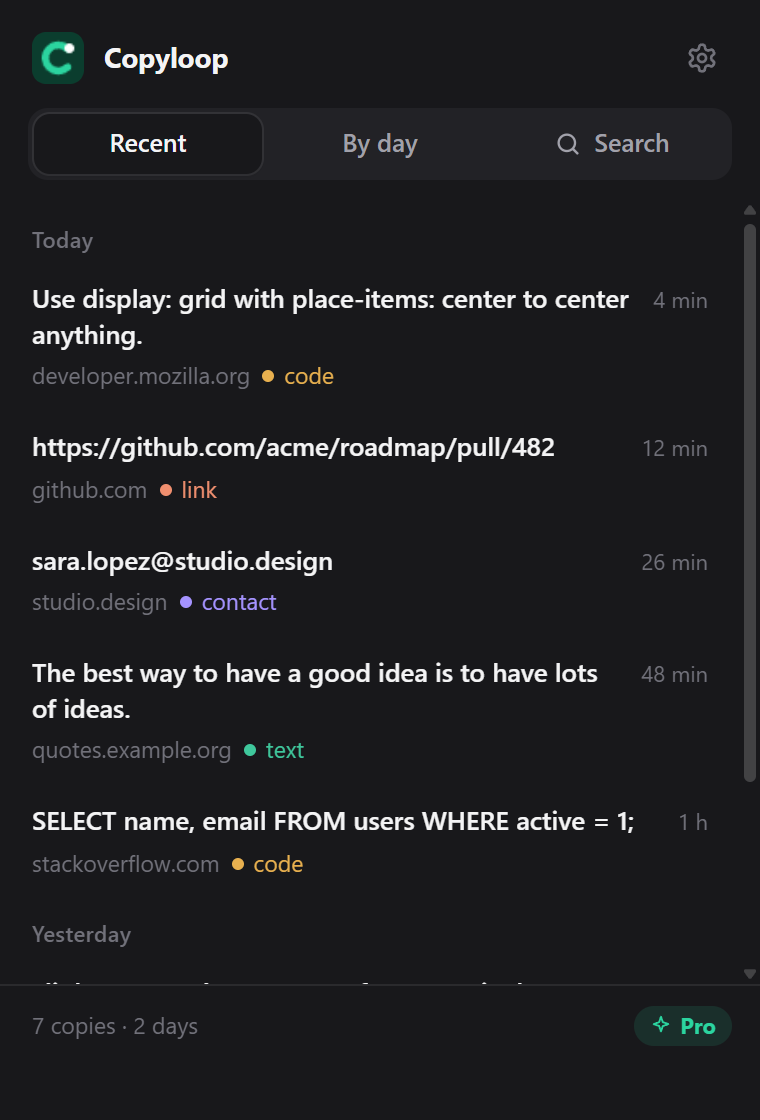 Copyloop
Recent
By day
Search
Today
Use display: grid with place-items: center to center 4 min
anything.
developer.mozilla.org code
https://github.com/acme/roadmap/pull/482 12 min
github.com link
sara.lopez@studio.design 26 min
studio.design contact
The best way to have a good idea is to have lots 48 min
of ideas.
quotes.example.org text
SELECT name, email FROM users WHERE active = 1; 1 h
stackoverflow.com code
Yesterday
7 copies · 2 days
Pro